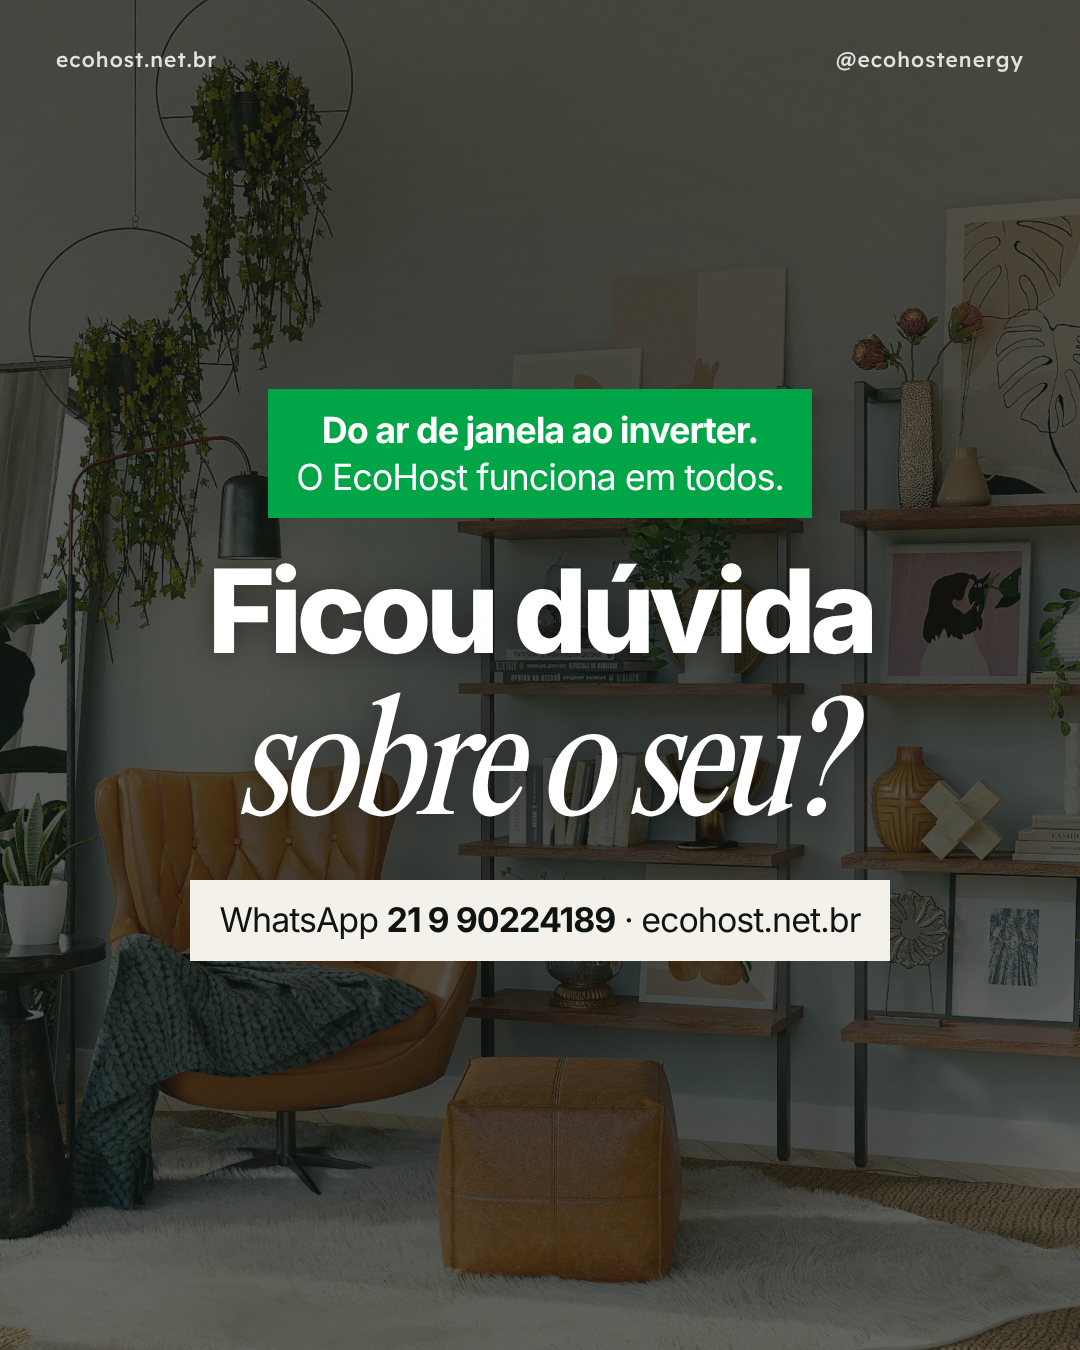 ecohost.net.br
@ecohostenergy
Do ar de janela ao inverter.
O EcoHost funciona em todos.
Ficou dúvida
sobre o seu?
WhatsApp 21 9 90224189 · ecohost.net.br